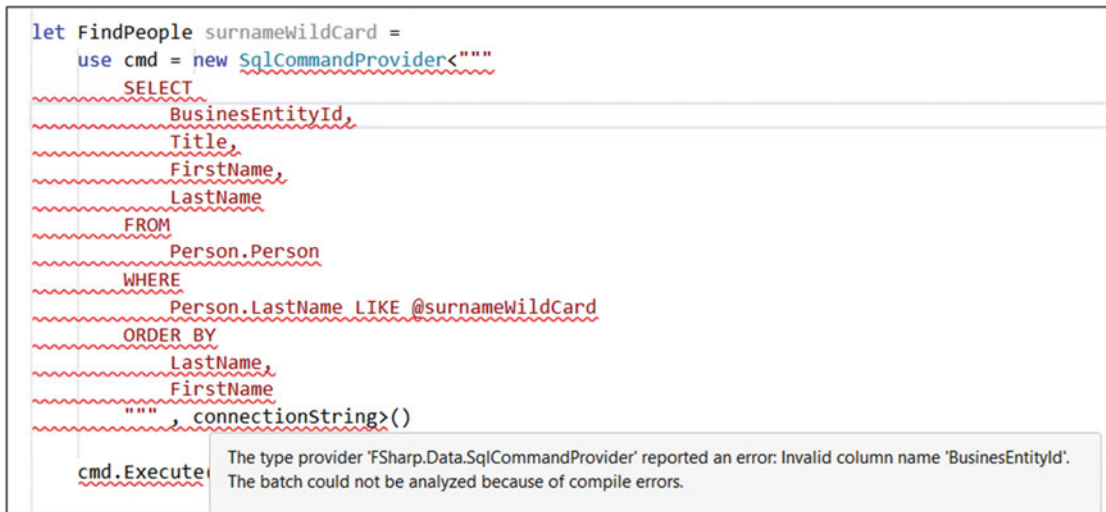 let FindPeople surnameWildCard =
    use cmd = new SqlCommandProvider<"""
        SELECT
            BusinesEntityId,
            Title,
            FirstName,
            LastName
        FROM
            Person.Person
        WHERE
            Person.LastName LIKE @surnameWildCard
        ORDER BY
            LastName,
            FirstName
        """ , connectionString>()
The type provider 'FSharp.Data.SqlCommandProvider' reported an error: Invalid column name 'BusinesEntityId'.
    cmd.Execute(
The batch could not be analyzed because of compile errors.